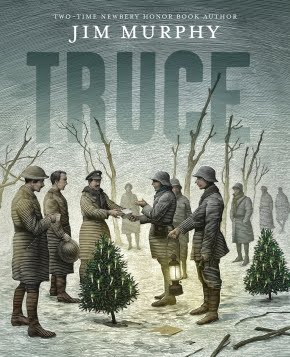 TWO-TIME NEWBERY HONOR BOOK AUTHOR
JIM MURPHY
TRUCE